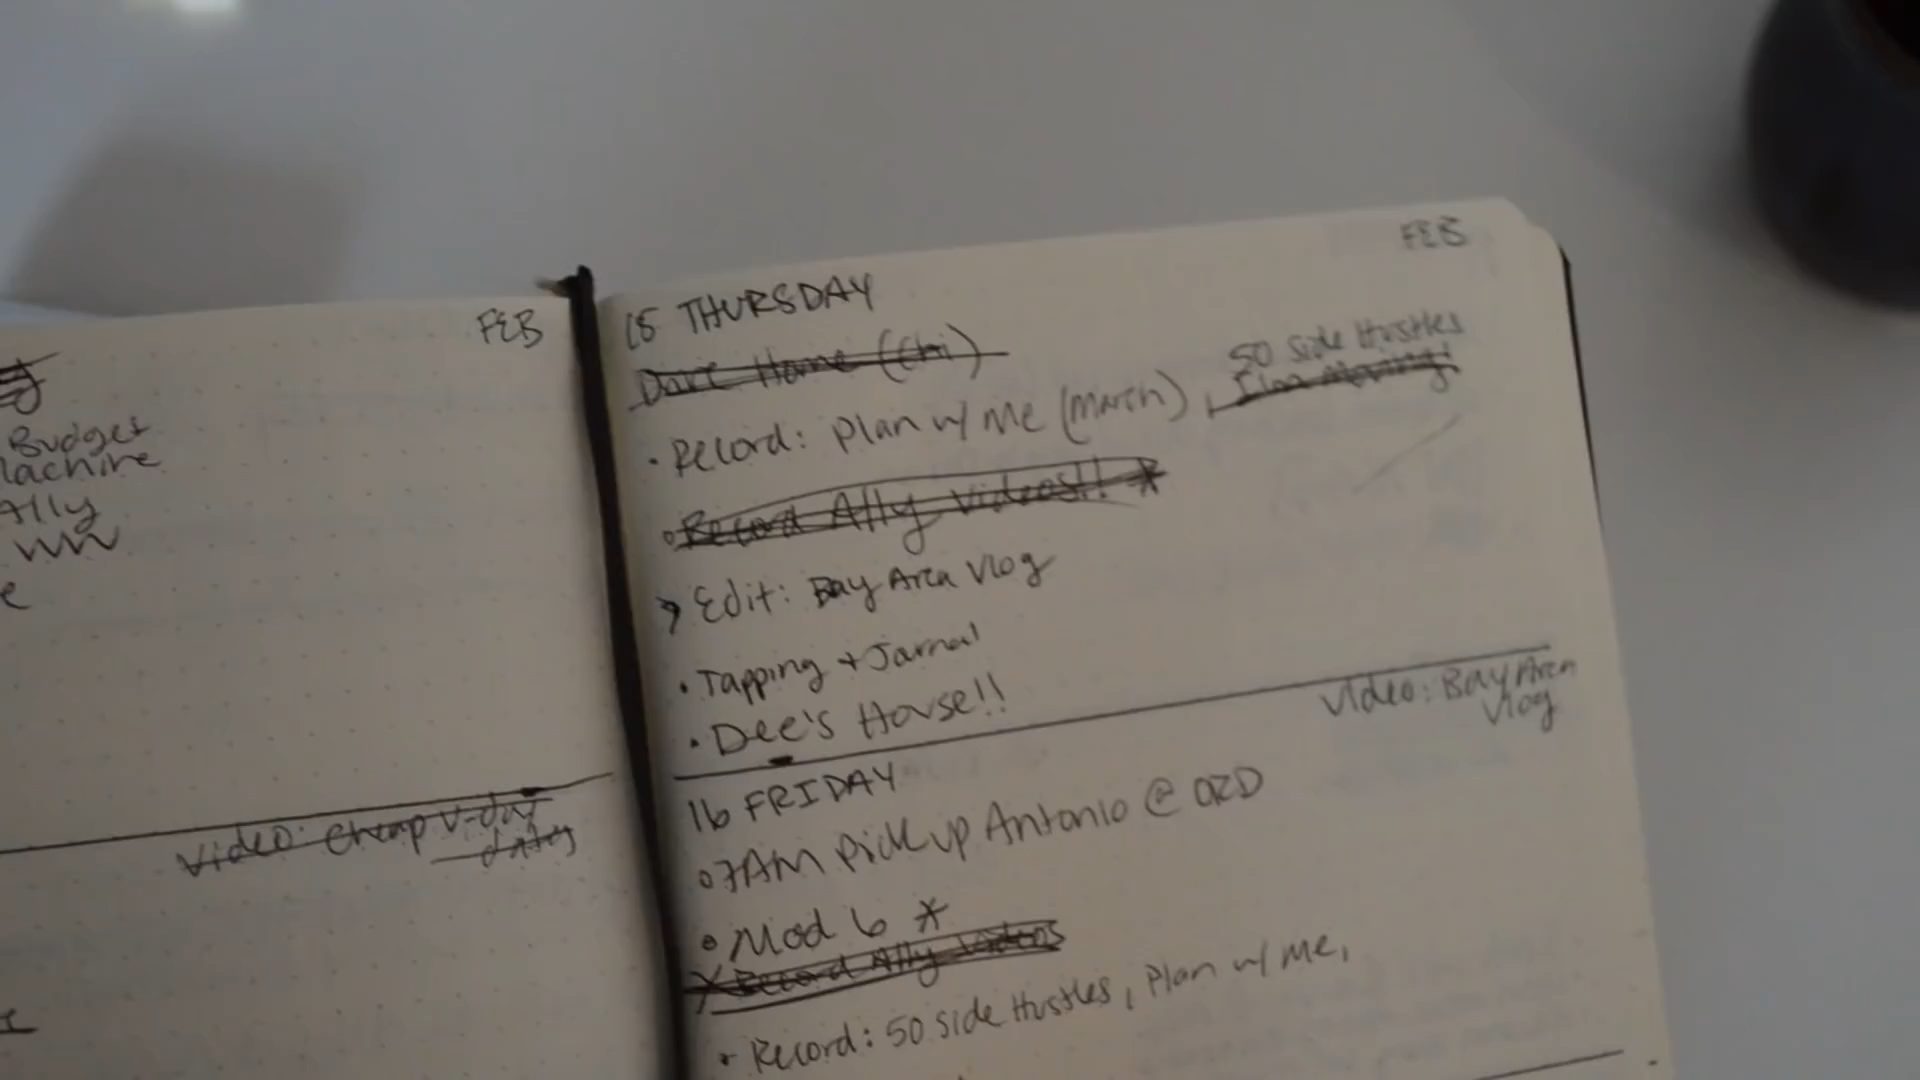 FEB
Budget
Machine
Ally
e
Video: Cheap V-day
dates
FEB
15 THURSDAY
Home (Chi)
50 side Hustles
• Record: Plan w/ Me (March),
I'm Moving!
Record Ally Videos!! *
> Edit: Bay Area Vlog
• Tapping + Journal
• Dee's House!!
Video: Bay Area
Vlog
16 FRIDAY
7AM Pick up Antonio @ ORD
• Mod 6 *
X Record Ally Videos
• Record: 50 side Hustles, Plan w/ Me,